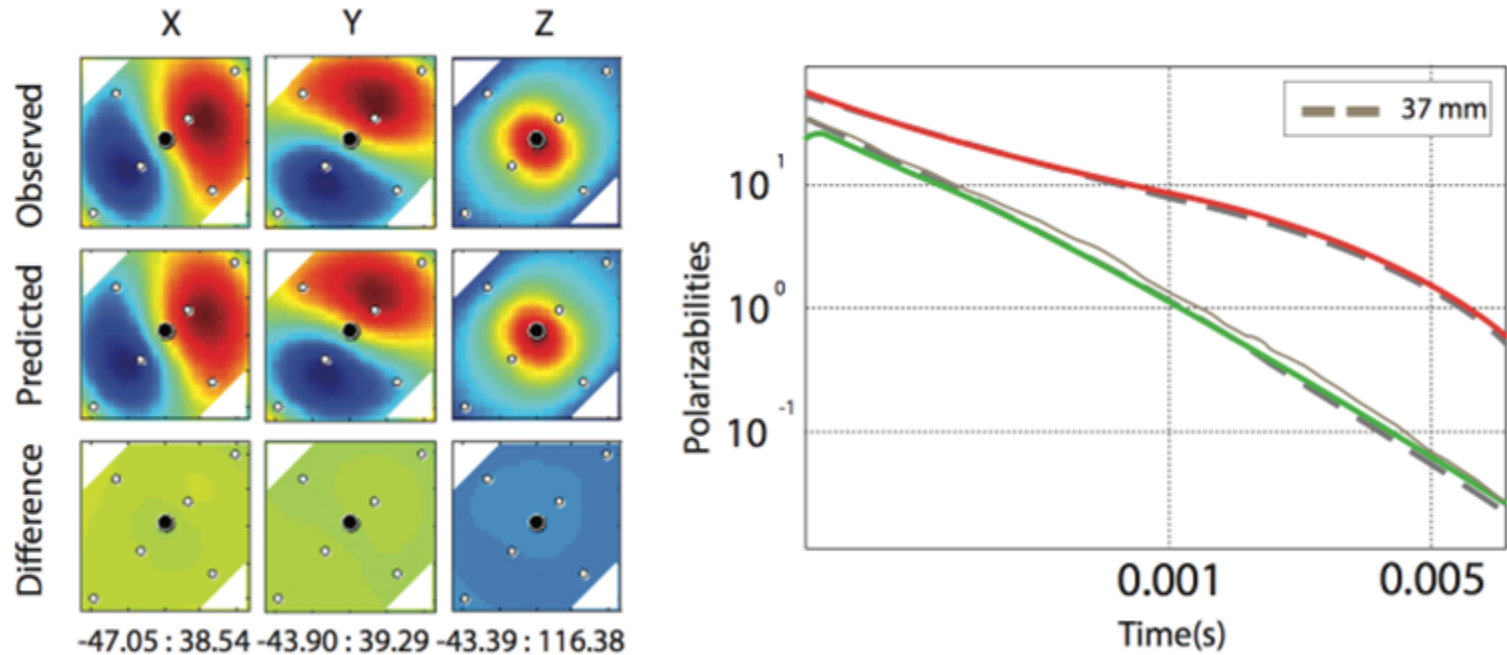 X Y Z
Observed
Predicted
Difference
-47.05 : 38.54 -43.90 : 39.29 -43.39 : 116.38
37 mm
10 1
10 0
10 -1
Polarizabilities
0.001 0.005
Time(s)